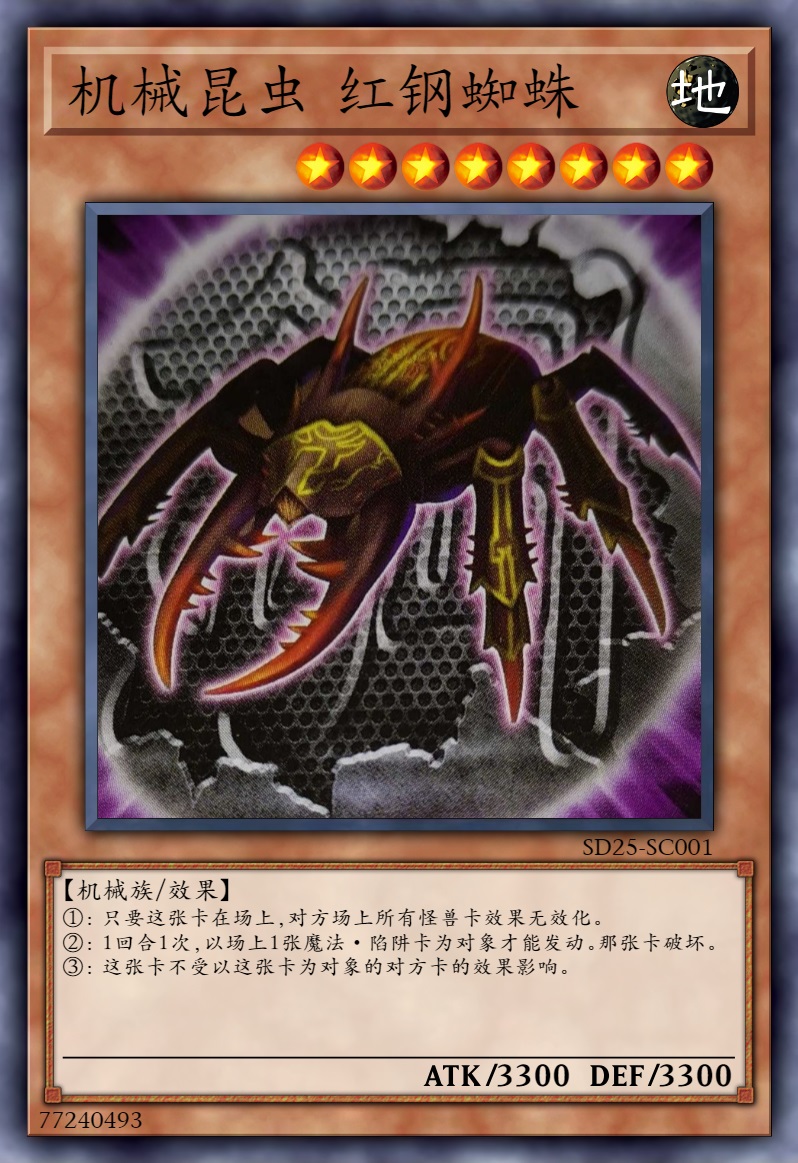 机械昆虫 红钢蜘蛛
地
SD25-SC001
【机械族/效果】
①：只要这张卡在场上,对方场上所有怪兽卡效果无效化。
②：1回合1次,以场上1张魔法・陷阱卡为对象才能发动。那张卡破坏。
③：这张卡不受以这张卡为对象的对方卡的效果影响。
ATK/3300 DEF/3300
77240493